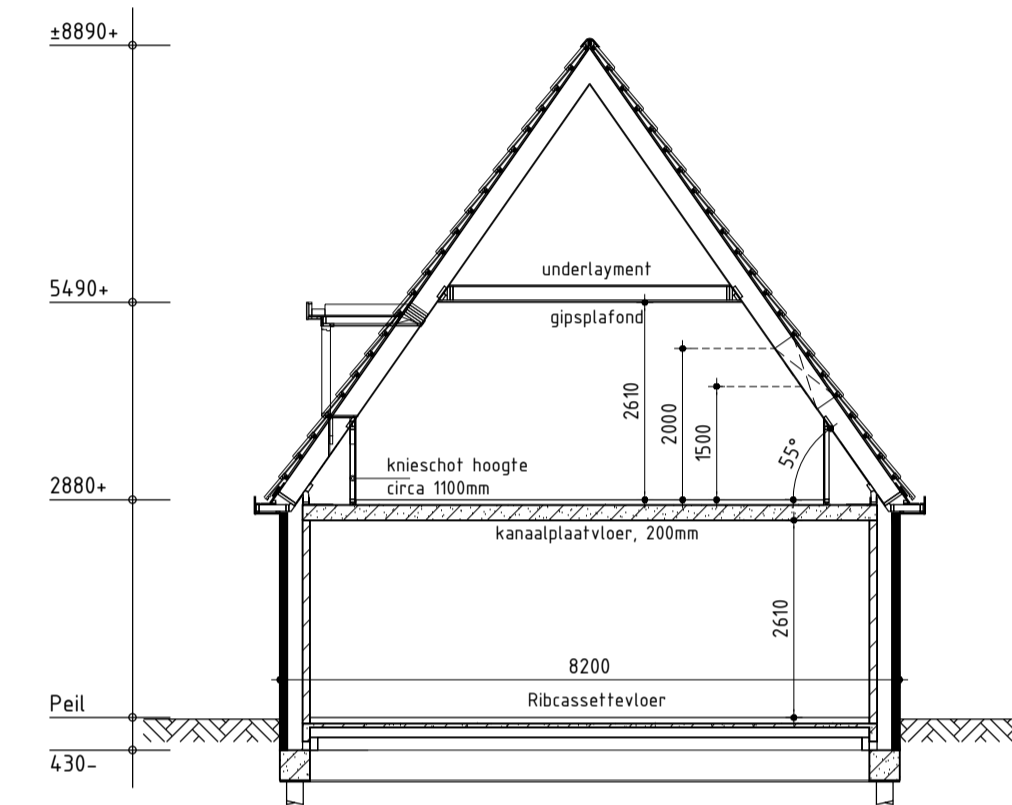 ±8890+
underlayment
5490+
gipsplafond
2610
2000
1500
55°
knieschot hoogte
circa 1100mm
2880+
kanaalplaatvloer, 200mm
2610
8200
Ribcassettevloer
Peil
430-